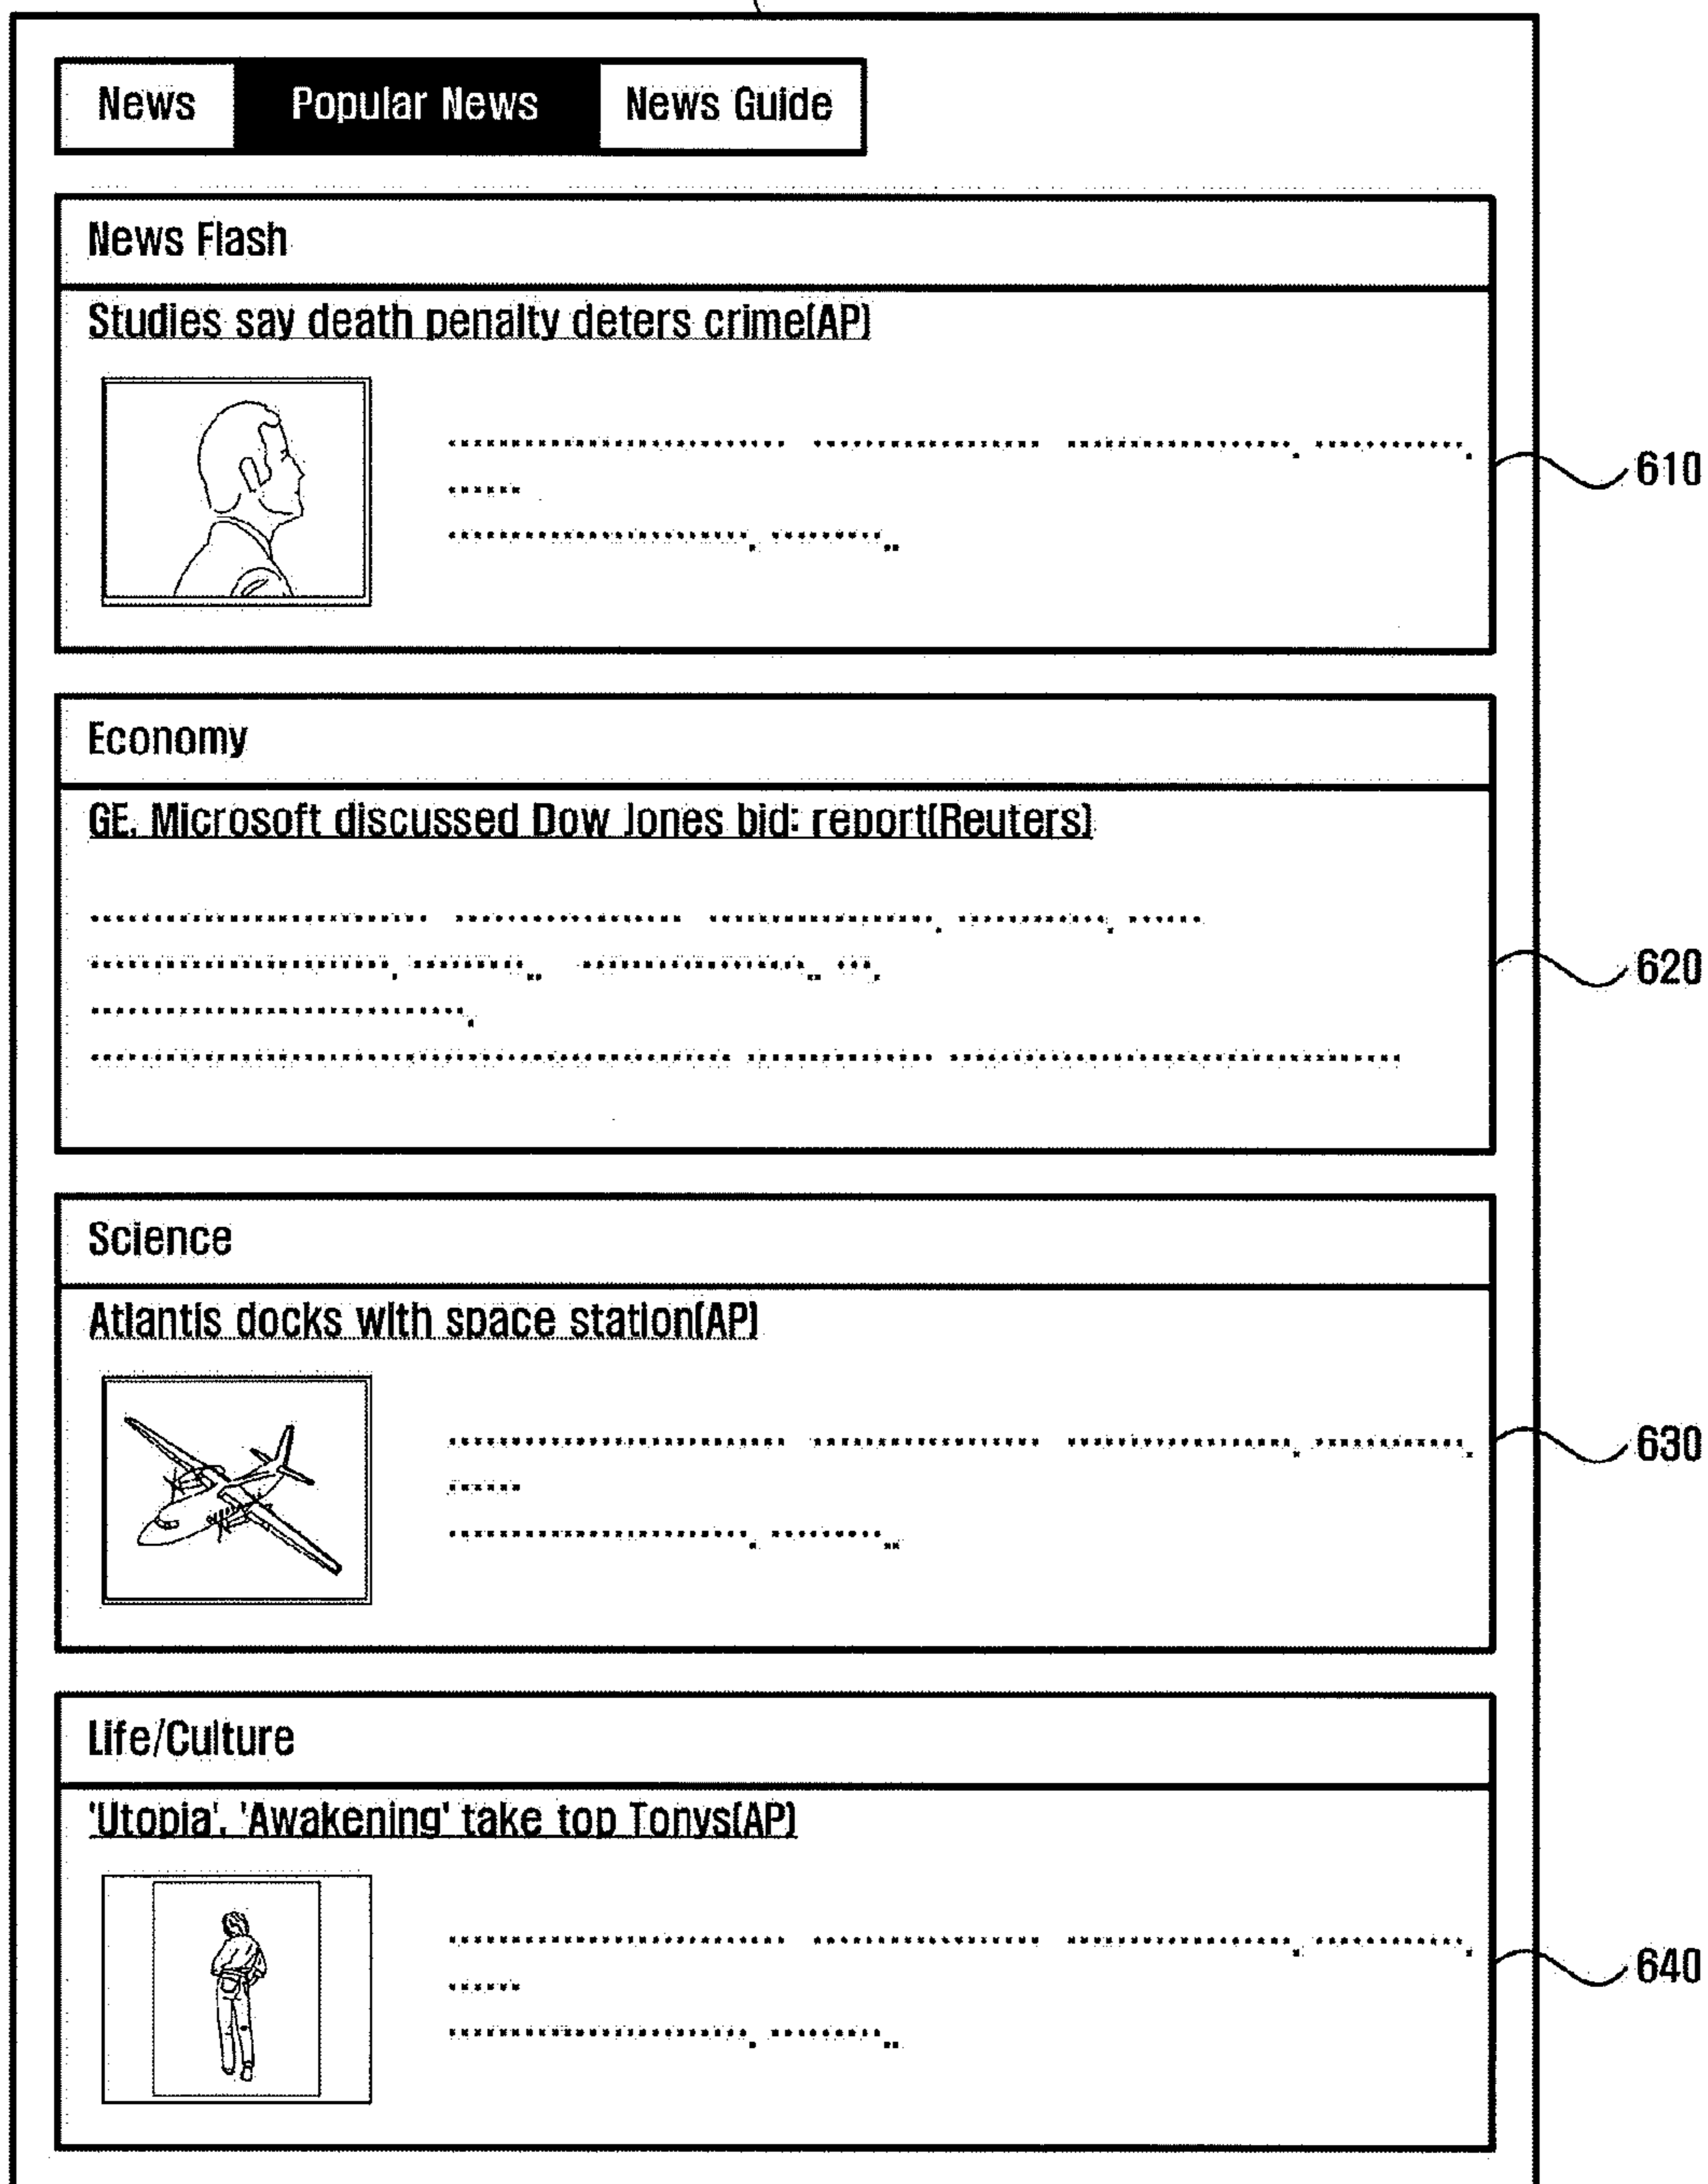 News Popular News News Guide
News Flash
Studies say death penalty deters crime(AP)
610
Economy
GE, Microsoft discussed Dow Jones bid: report(Reuters)
620
Science
Atlantis docks with space station(AP)
630
Life/Culture
'Utopia', 'Awakening' take top Tonys(AP)
640